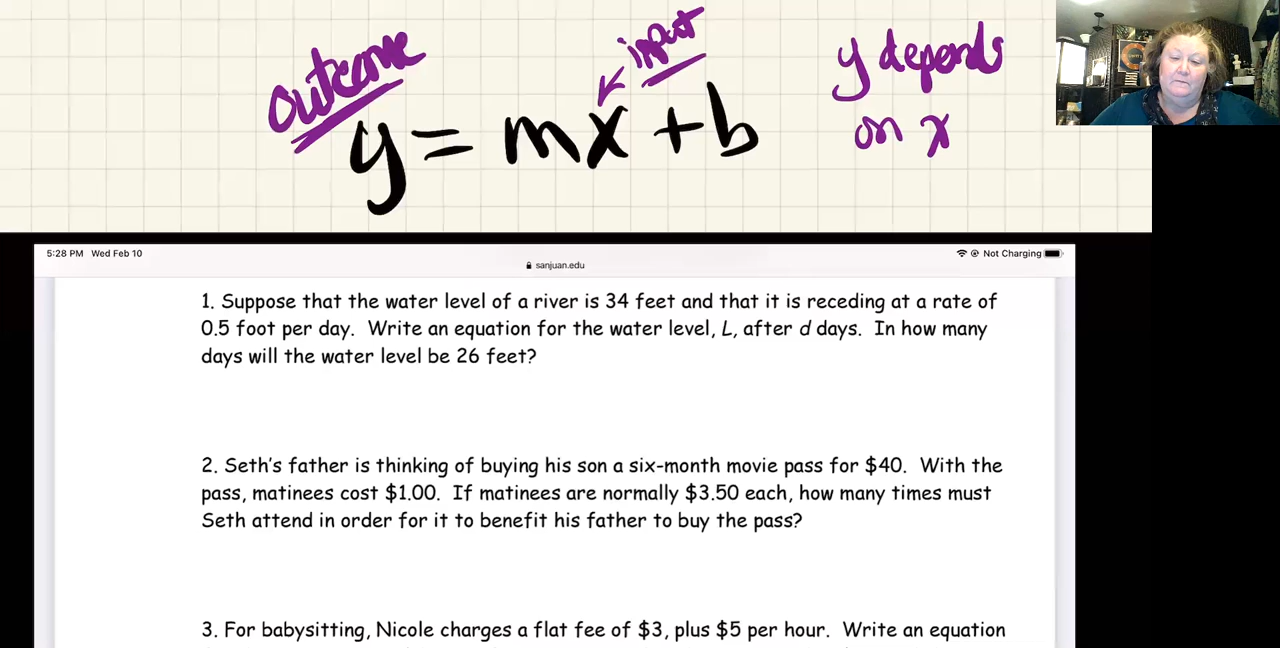 outcome
input
y = mx + b
y depends
on x
5:28 PM Wed Feb 10
Not Charging
sanjuan.edu
1. Suppose that the water level of a river is 34 feet and that it is receding at a rate of
0.5 foot per day. Write an equation for the water level, L, after d days. In how many
days will the water level be 26 feet?
2. Seth's father is thinking of buying his son a six-month movie pass for $40. With the
pass, matinees cost $1.00. If matinees are normally $3.50 each, how many times must
Seth attend in order for it to benefit his father to buy the pass?
3. For babysitting, Nicole charges a flat fee of $3, plus $5 per hour. Write an equation